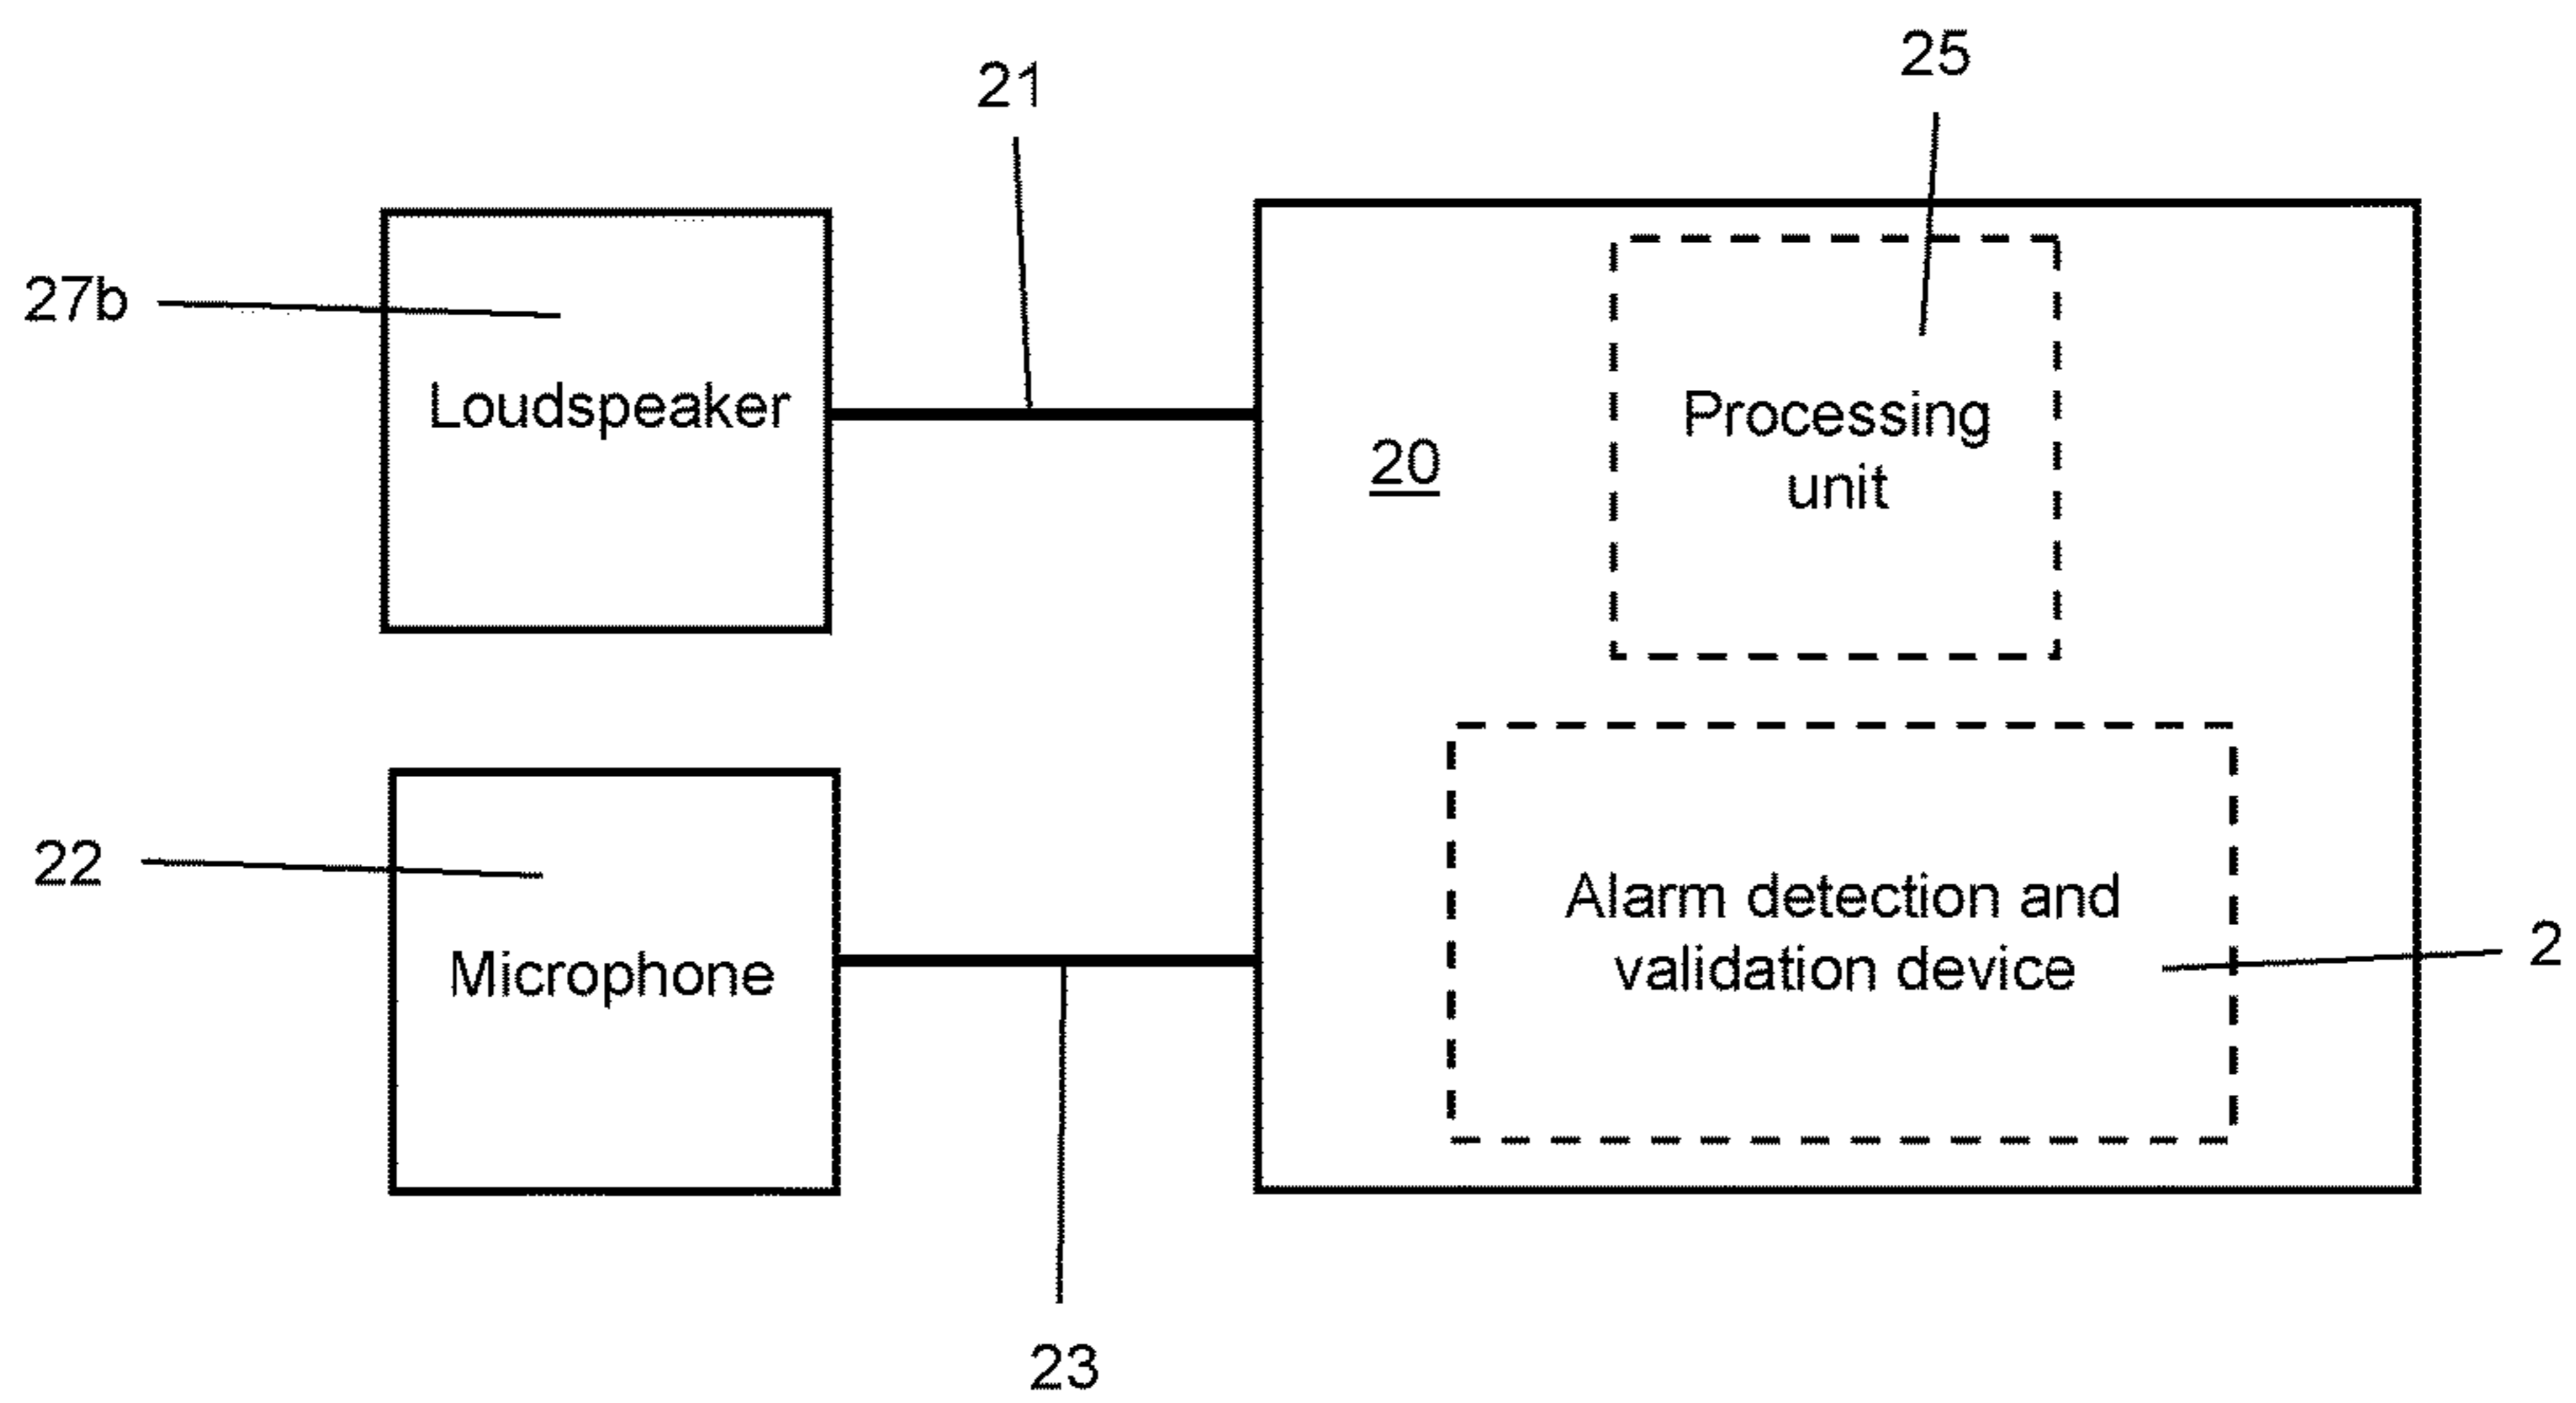 25
21
27b
Loudspeaker
Processing
unit
20
22
Microphone
Alarm detection and
validation device
2
23